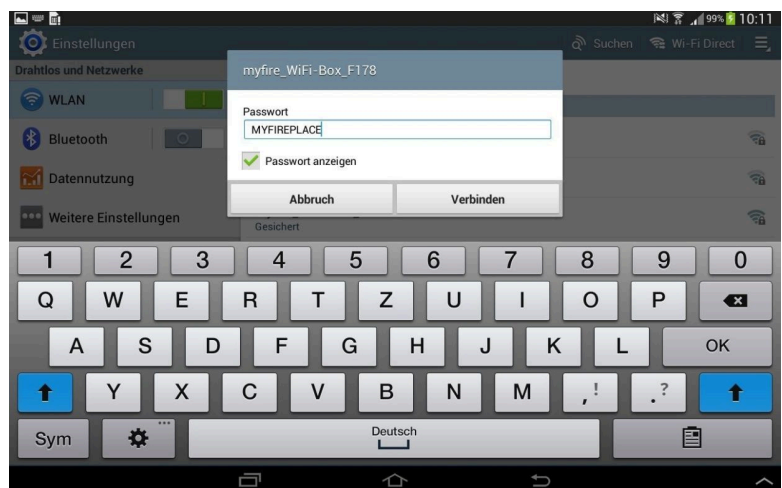 99% 10:11
Einstellungen
Suchen
Wi-Fi Direct
Drahtlos und Netzwerke
WLAN
Bluetooth
Datennutzung
Weitere Einstellungen
myfire_WiFi-Box_F178
Passwort
MYFIREPLACE
Passwort anzeigen
Abbruch
Verbinden
Gesichert
1 2 3 4 5 6 7 8 9 0
Q W E R T Z U I O P
A S D F G H J K L OK
Y X C V B N M ,! .?
Sym ... Deutsch